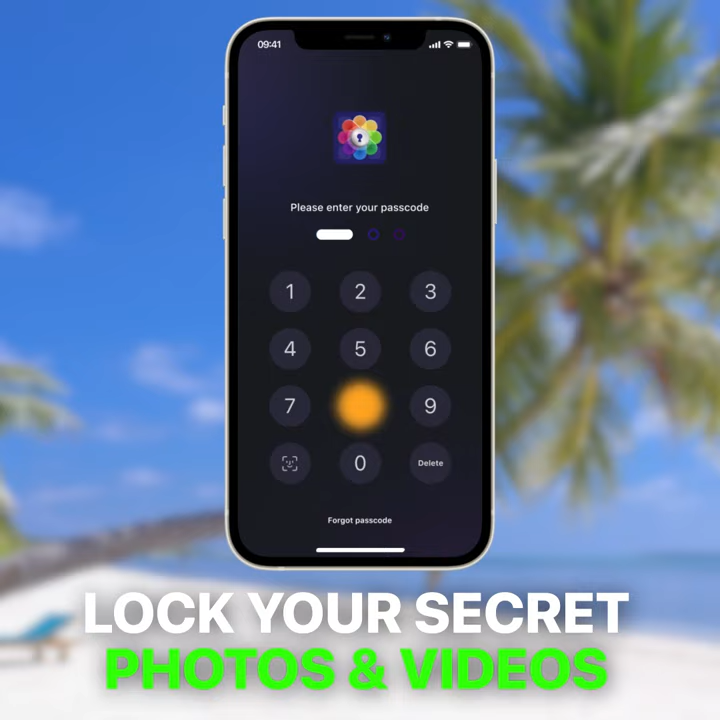 09:41
Please enter your passcode
1 2 3
4 5 6
7 9
0 Delete
Forgot passcode
LOCK YOUR SECRET
PHOTOS & VIDEOS